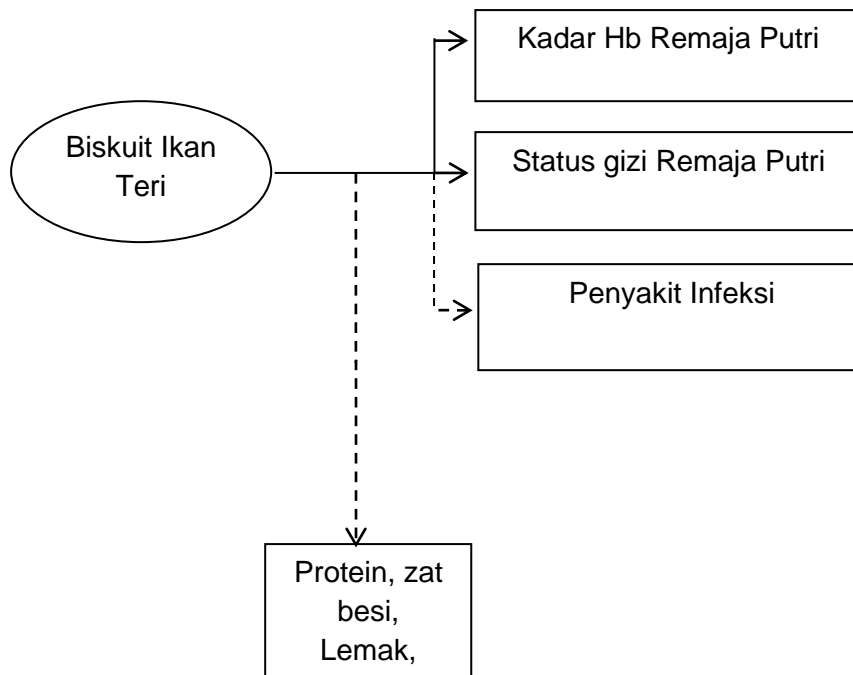 Kadar Hb Remaja Putri
Biskuit Ikan
Teri
Status gizi Remaja Putri
Penyakit Infeksi
Protein, zat
besi,
Lemak,